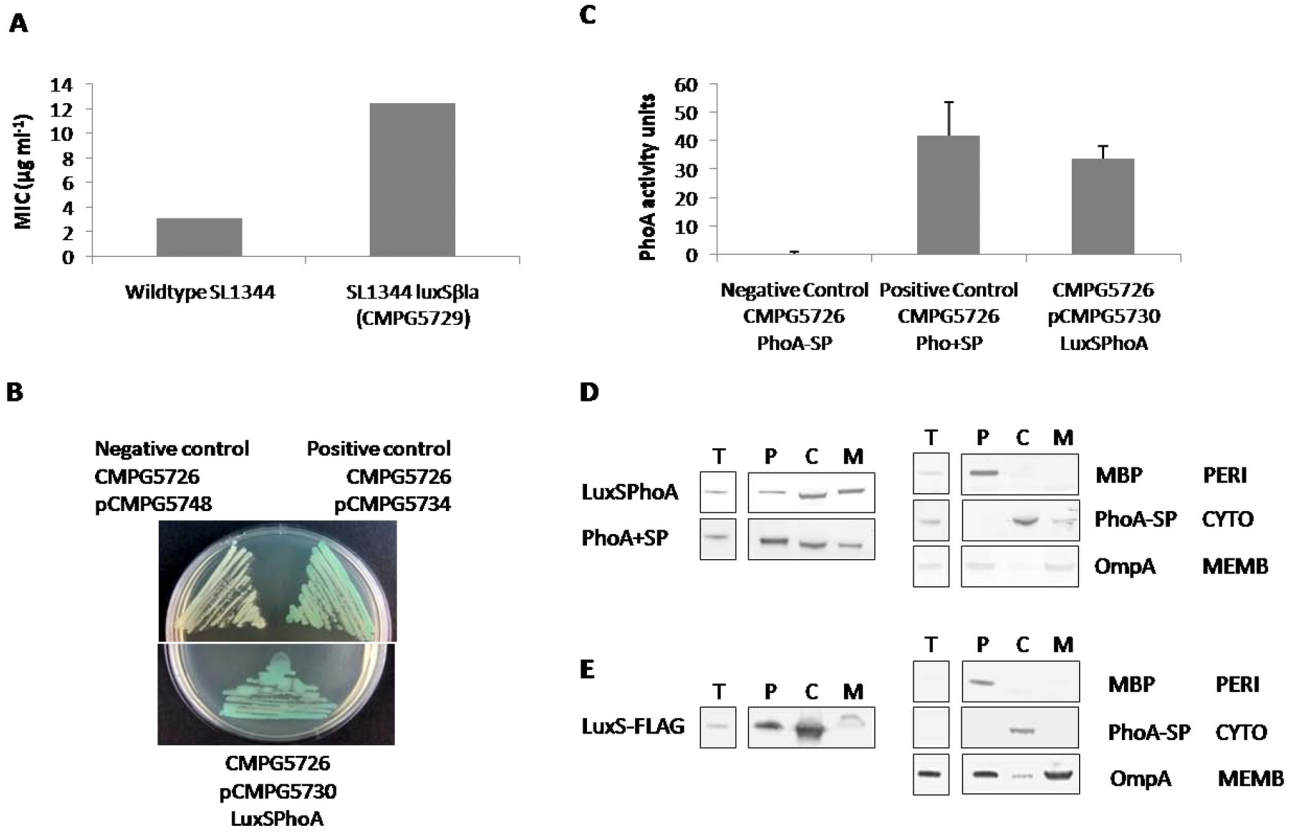 A
MIC (µg ml-1)
14
12
10
8
6
4
2
0
Wildtype SL1344
SL1344 luxSβla
(CMPG5729)
B
Negative control
CMPG5726
pCMPG5748
Positive control
CMPG5726
pCMPG5734
CMPG5726
pCMPG5730
LuxSPhoA
C
PhoA activity units
60
50
40
30
20
10
0
Negative Control
CMPG5726
PhoA-SP
Positive Control
CMPG5726
Pho+SP
CMPG5726
pCMPG5730
LuxSPhoA
D
T P C M
LuxSPhoA
PhoA+SP
T P C M
MBP PERI
PhoA-SP CYTO
OmpA MEMB
E
T P C M
LuxS-FLAG
T P C M
MBP PERI
PhoA-SP CYTO
OmpA MEMB